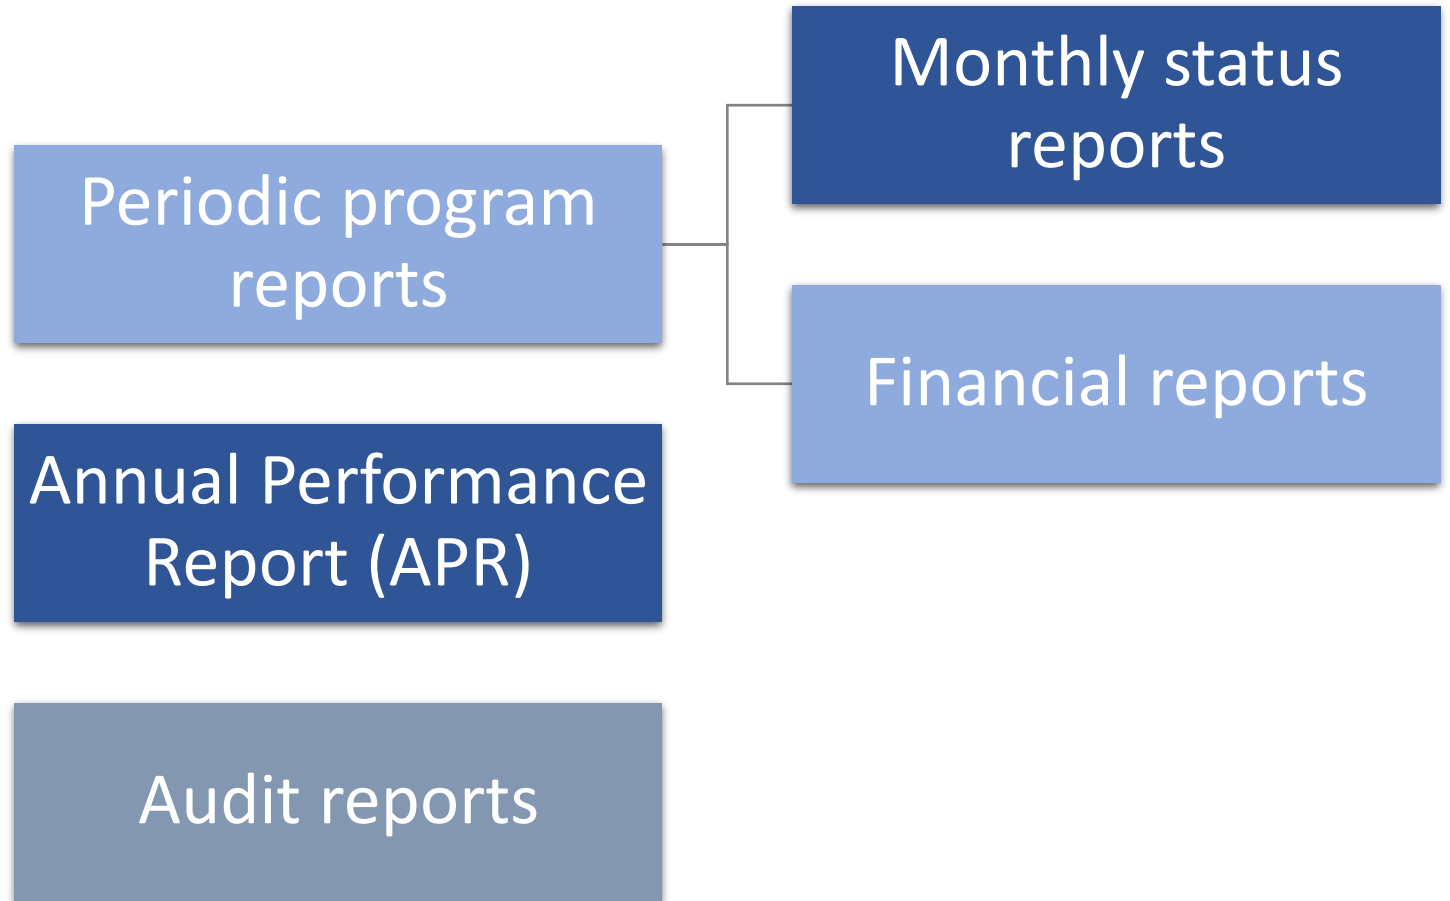 Periodic program
reports
Monthly status
reports
Financial reports
Annual Performance
Report (APR)
Audit reports